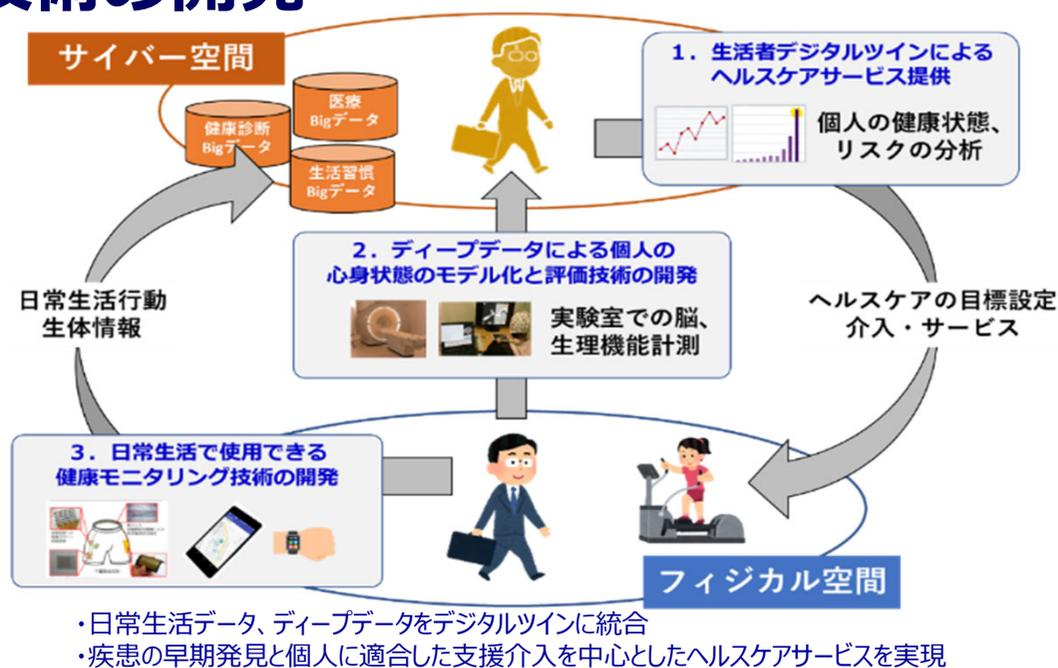 技術の開発
サイバー空間
医療
Bigデータ
健康診断
Bigデータ
生活習慣
Bigデータ
1．生活者デジタルツインによる
ヘルスケアサービス提供
個人の健康状態、
リスクの分析
2．ディープデータによる個人の
心身状態のモデル化と評価技術の開発
実験室での脳、
生理機能計測
日常生活行動
生体情報
ヘルスケアの目標設定
介入・サービス
3．日常生活で使用できる
健康モニタリング技術の開発
フィジカル空間
・日常生活データ、ディープデータをデジタルツインに統合
・疾患の早期発見と個人に適合した支援介入を中心としたヘルスケアサービスを実現